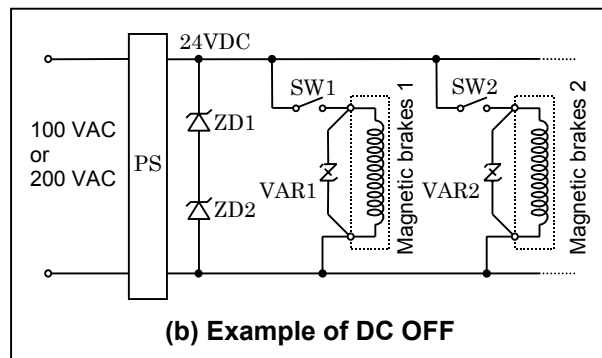 24VDC
100 VAC
or
200 VAC
PS
ZD1
ZD2
SW1
VAR1
Magnetic brakes 1
SW2
VAR2
Magnetic brakes 2
(b) Example of DC OFF